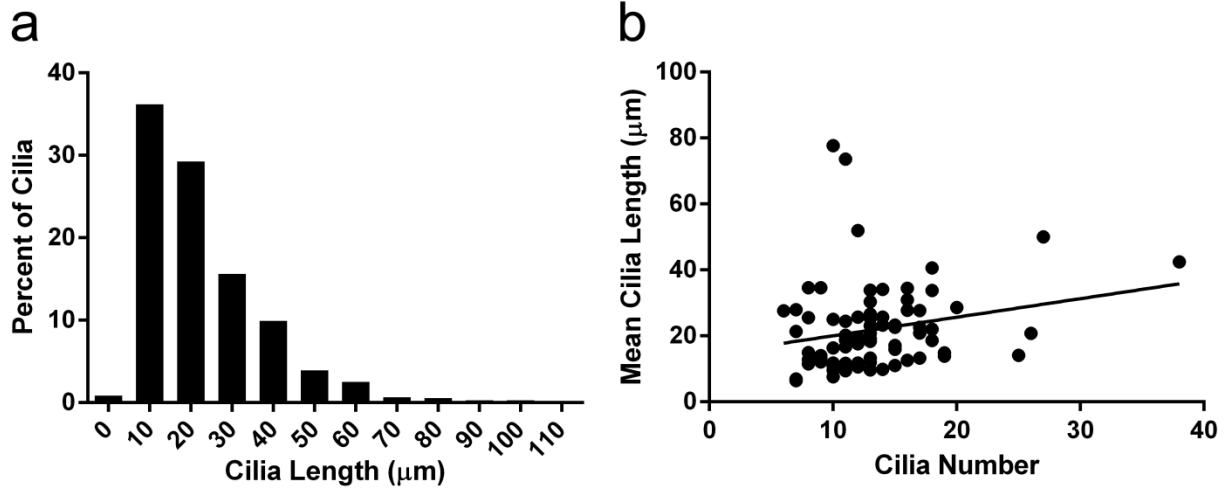 a
40
30
20
10
0
Percent of Cilia
0 10 20 30 40 50 60 70 80 90 100 110
Cilia Length (μm)
b
100
80
60
40
20
0
Mean Cilia Length (μm)
0 10 20 30 40
Cilia Number